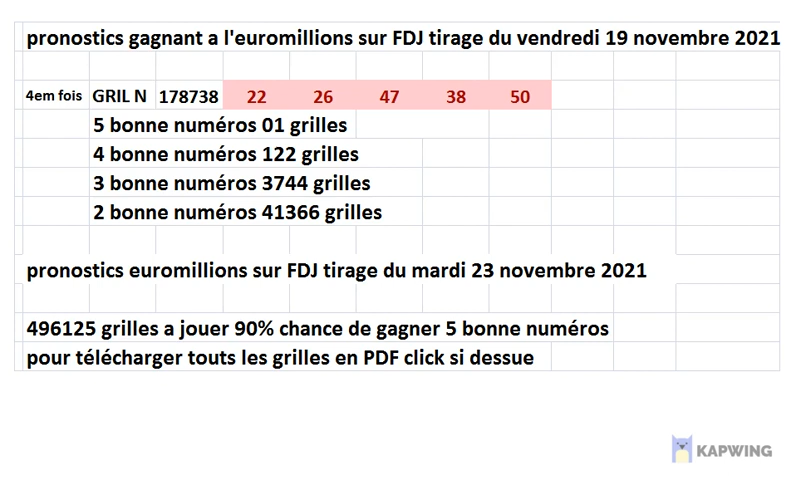 pronostics gagnant a l'euromillions sur FDJ tirage du vendredi 19 novembre 2021
4em fois GRIL N 178738 22 26 47 38 50
5 bonne numéros 01 grilles
4 bonne numéros 122 grilles
3 bonne numéros 3744 grilles
2 bonne numéros 41366 grilles
pronostics euromillions sur FDJ tirage du mardi 23 novembre 2021
496125 grilles a jouer 90% chance de gagner 5 bonne numéros
pour télécharger touts les grilles en PDF click si dessue
KAPWING